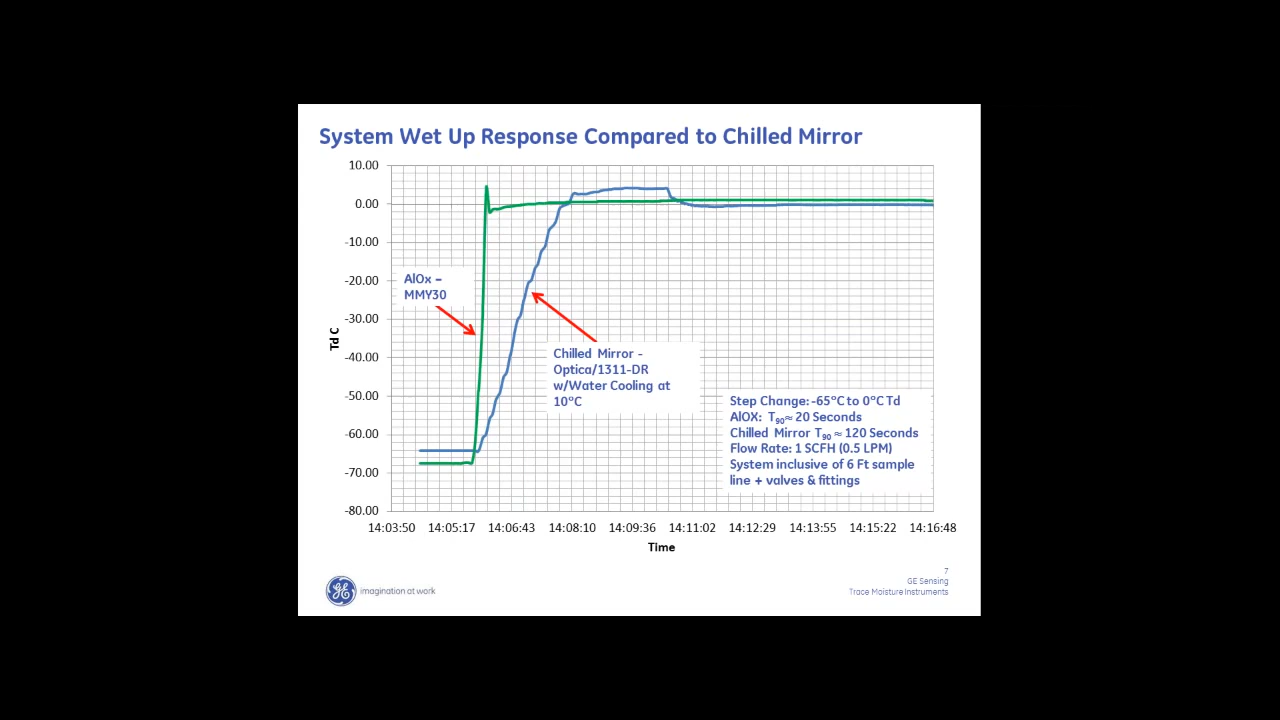 System Wet Up Response Compared to Chilled Mirror
10.00
0.00
-10.00
-20.00
-30.00
-40.00
-50.00
-60.00
-70.00
-80.00
Td C
AlOx –
MMY30
Chilled Mirror -
Optica/1311-DR
w/Water Cooling at
10°C
Step Change: -65°C to 0°C Td
AlOX: T90≈ 20 Seconds
Chilled Mirror T90 ≈ 120 Seconds
Flow Rate: 1 SCFH (0.5 LPM)
System inclusive of 6 Ft sample
line + valves & fittings
14:03:50 14:05:17 14:06:43 14:08:10 14:09:36 14:11:02 14:12:29 14:13:55 14:15:22 14:16:48
Time
GE imagination at work
7
GE Sensing
Trace Moisture Instruments